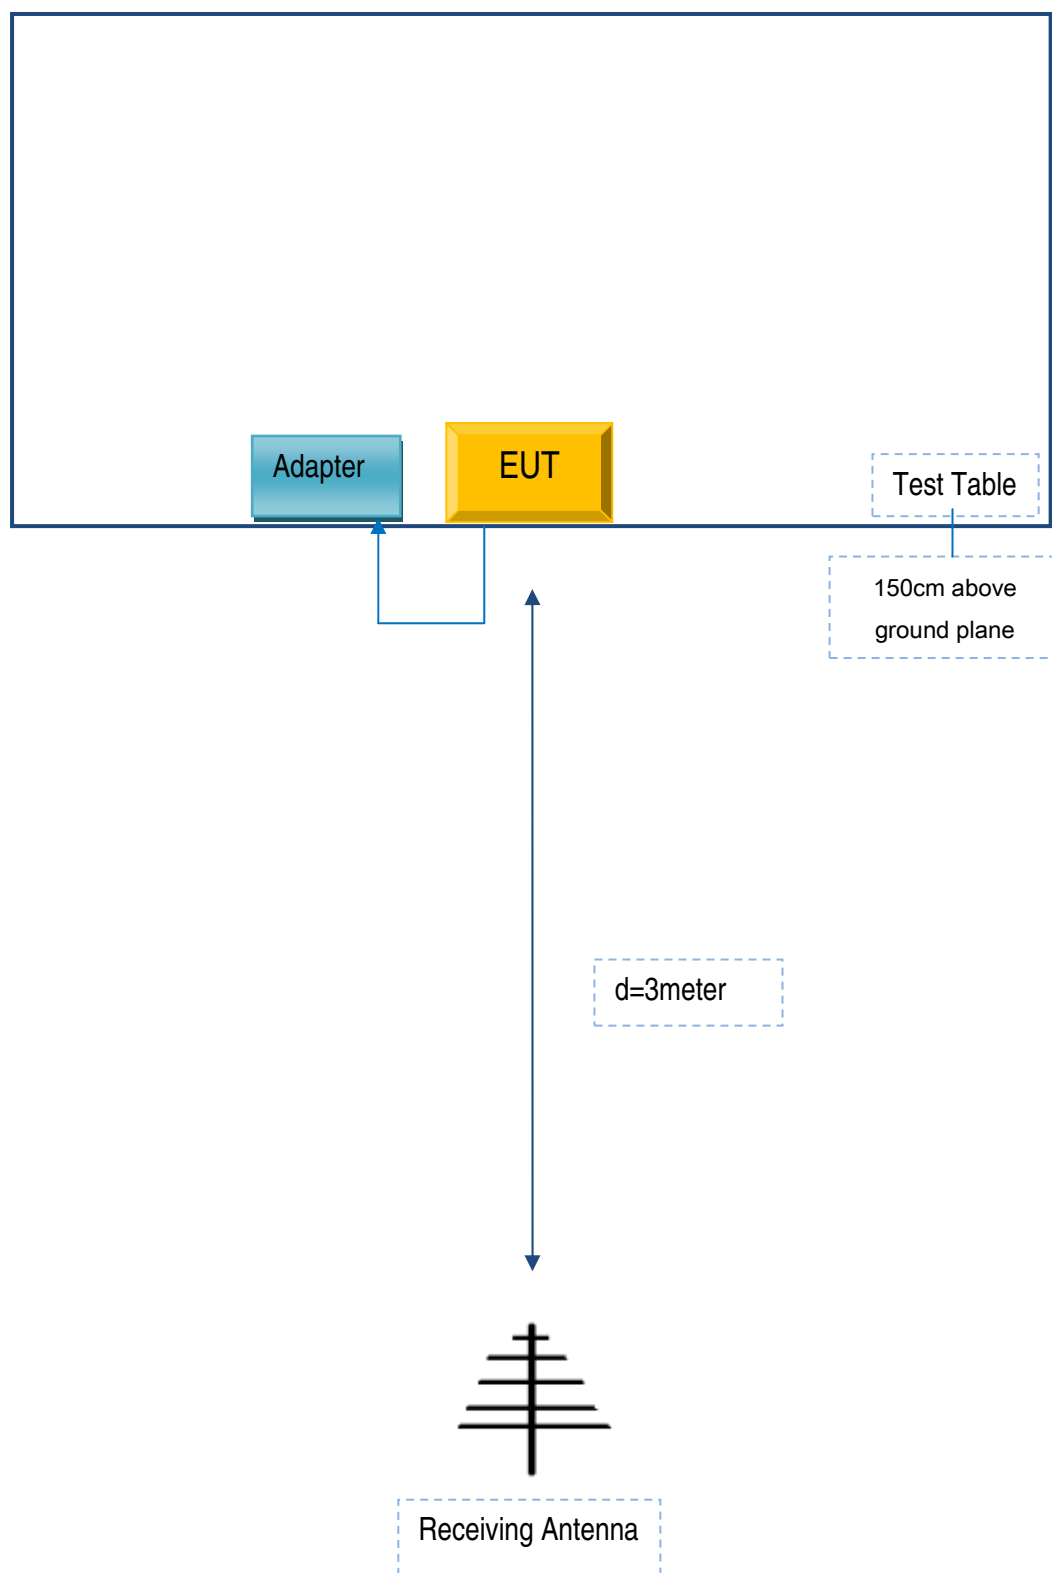 Adapter
EUT
Test Table
150cm above
ground plane
d=3meter
Receiving Antenna